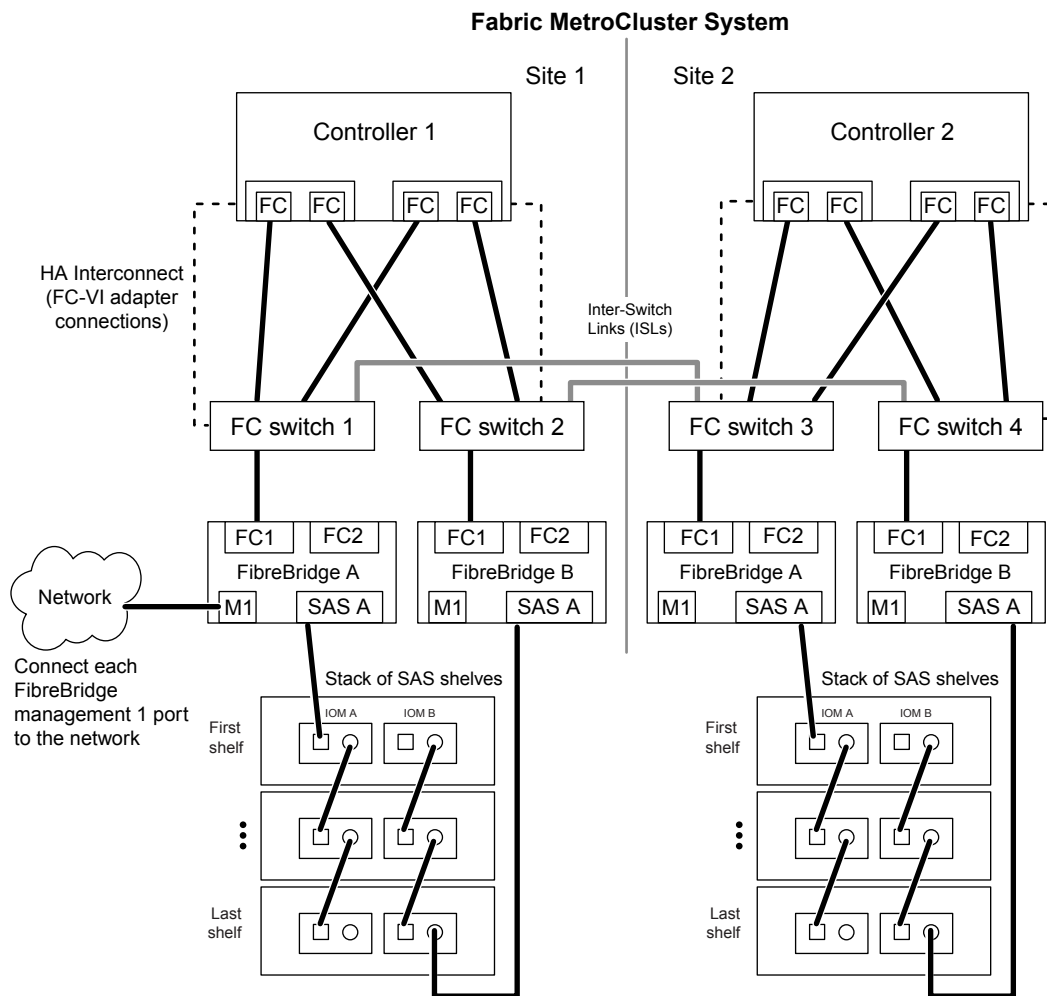 Fabric MetroCluster System
Site 1
Site 2
Controller 1
Controller 2
FC
FC
FC
FC
FC
FC
FC
FC
HA Interconnect
(FC-VI adapter
connections)
Inter-Switch
Links (ISLs)
FC switch 1
FC switch 2
FC switch 3
FC switch 4
FC1
FC2
FibreBridge A
M1
SAS A
FC1
FC2
FibreBridge B
M1
SAS A
FC1
FC2
FibreBridge A
M1
SAS A
FC1
FC2
FibreBridge B
M1
SAS A
Network
Connect each
FibreBridge
management 1 port
to the network
Stack of SAS shelves
IOM A
IOM B
First
shelf
Last
shelf
Stack of SAS shelves
IOM A
IOM B
First
shelf
Last
shelf